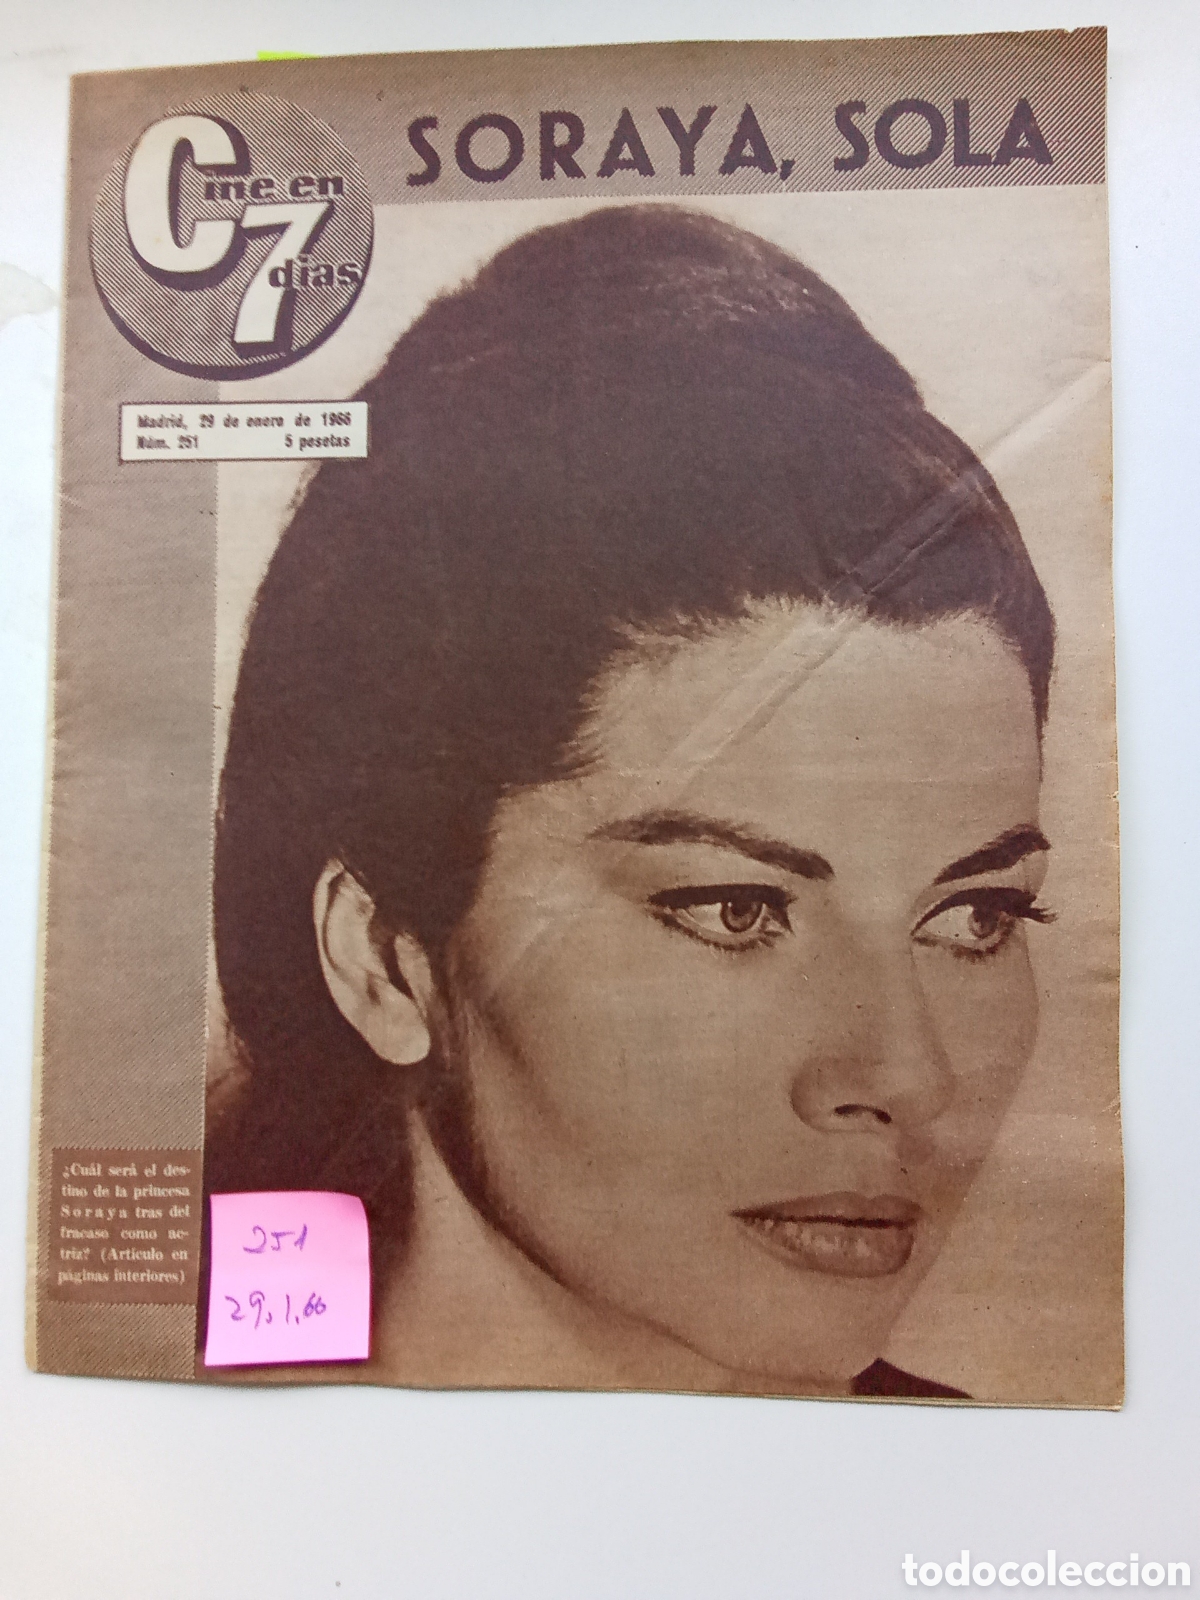 SORAYA, SOLA
Cine en
7 días
Madrid, 29 de enero de 1966
Núm. 251 5 pesetas
¿Cuál será el des-
tino de la princesa
Soraya tras del
fracaso como ac-
triz? (Artículo en
páginas interiores)
251
29.1.66
todocoleccion